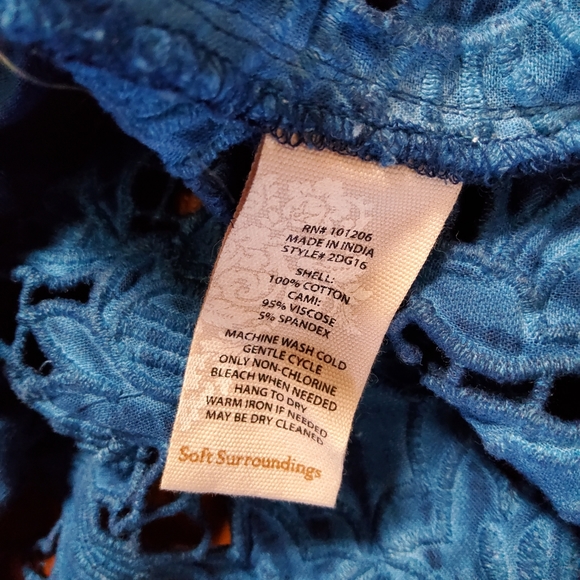 RN# 101206
MADE IN INDIA
STYLE# 2DG16
SHELL:
100% COTTON
CAMI:
95% VISCOSE
5% SPANDEX
MACHINE WASH COLD
GENTLE CYCLE
ONLY NON-CHLORINE
BLEACH WHEN NEEDED
HANG TO DRY
WARM IRON IF NEEDED
MAY BE DRY CLEANED
Soft Surroundings